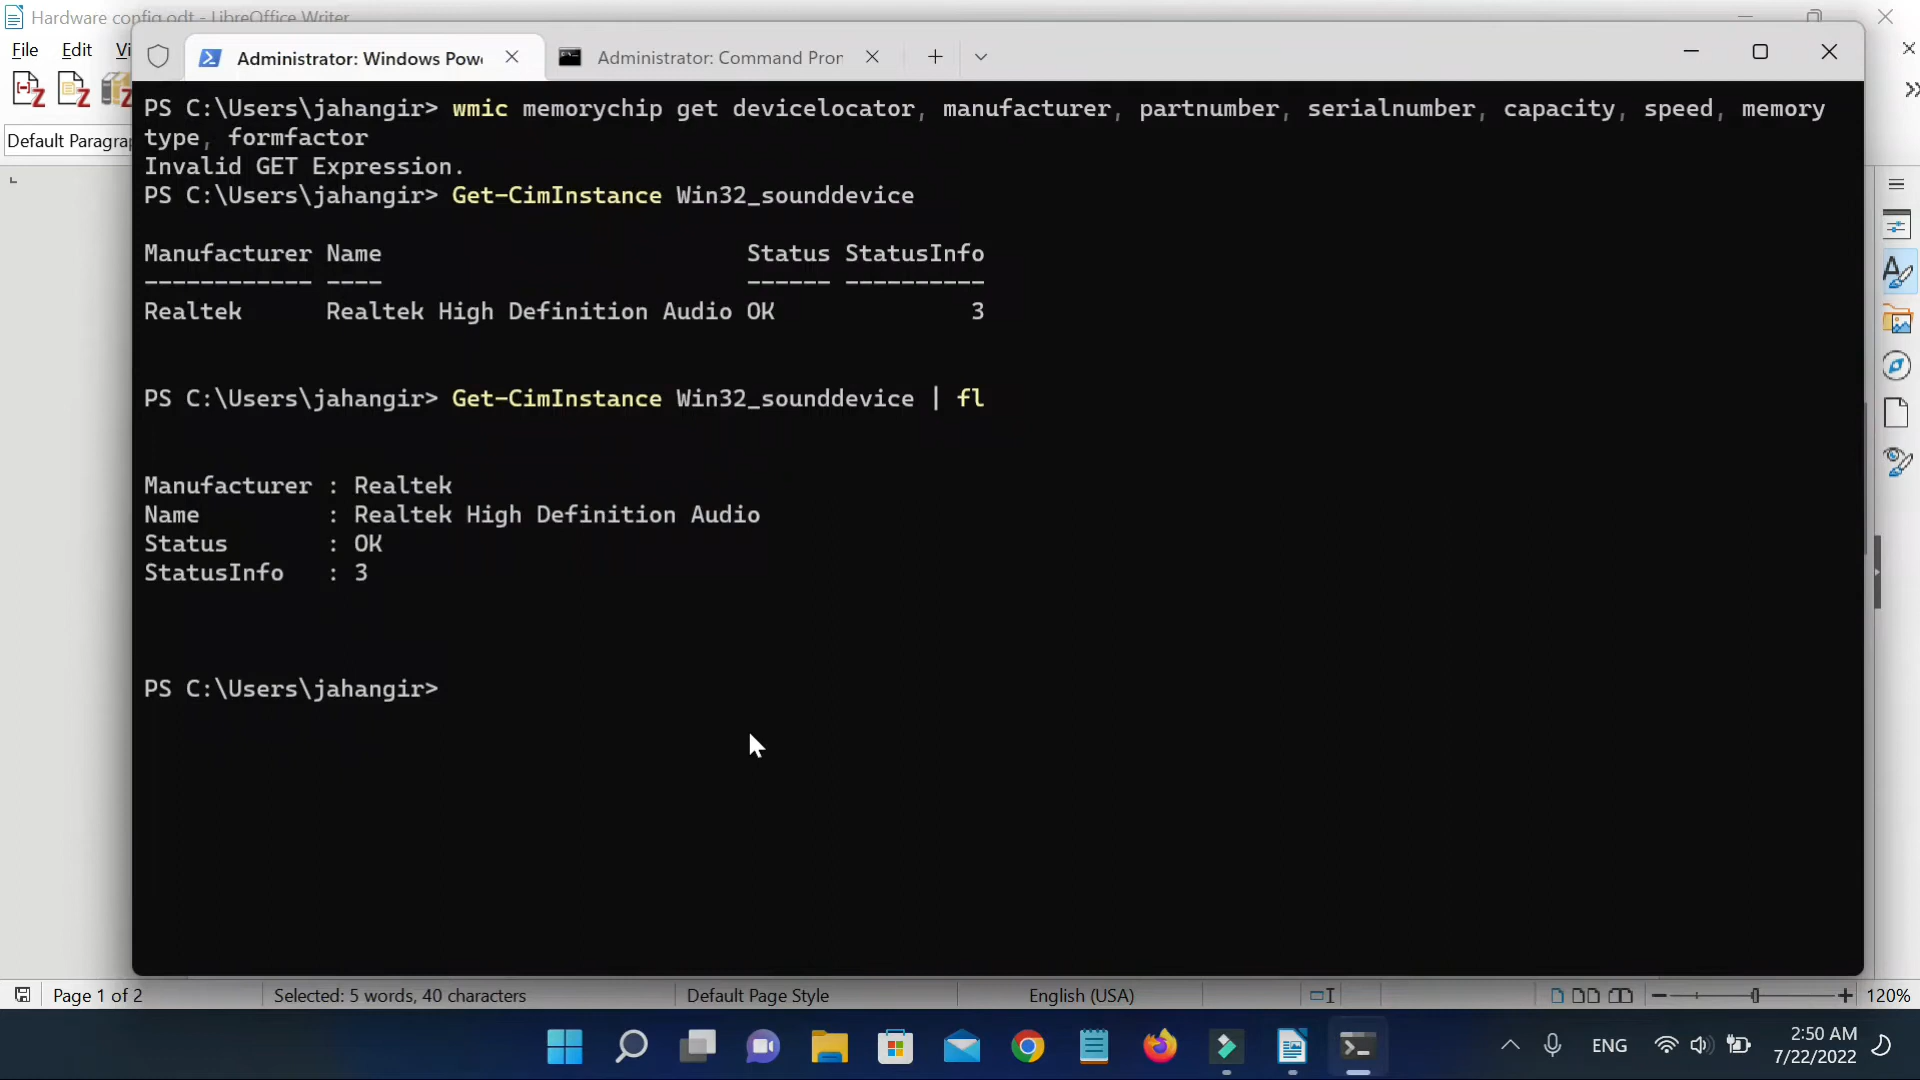 Hardware config.odt - LibreOffice Writer
File Edit
Administrator: Windows Powe
Administrator: Command Pron
Default Paragra
PS C:\Users\jahangir> wmic memorychip get devicelocator, manufacturer, partnumber, serialnumber, capacity, speed, memory
type, formfactor
Invalid GET Expression.
PS C:\Users\jahangir> Get-CimInstance Win32_sounddevice
Manufacturer Name Status StatusInfo
------------ ---- ------ ----------
Realtek Realtek High Definition Audio OK 3
PS C:\Users\jahangir> Get-CimInstance Win32_sounddevice | fl
Manufacturer : Realtek
Name : Realtek High Definition Audio
Status : OK
StatusInfo : 3
PS C:\Users\jahangir>
Page 1 of 2 Selected: 5 words, 40 characters Default Page Style English (USA) 120%
ENG
2:50 AM
7/22/2022